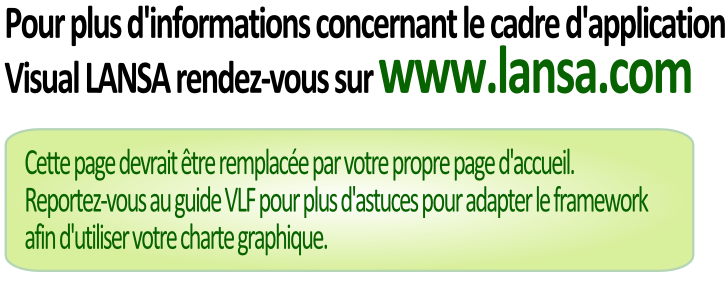 Pour plus d'informations concernant le cadre d'application
Visual LANSA rendez-vous sur www.lansa.com
Cette page devrait être remplacée par votre propre page d'accueil.
Reportez-vous au guide VLF pour plus d'astuces pour adapter le framework
afin d'utiliser votre charte graphique.